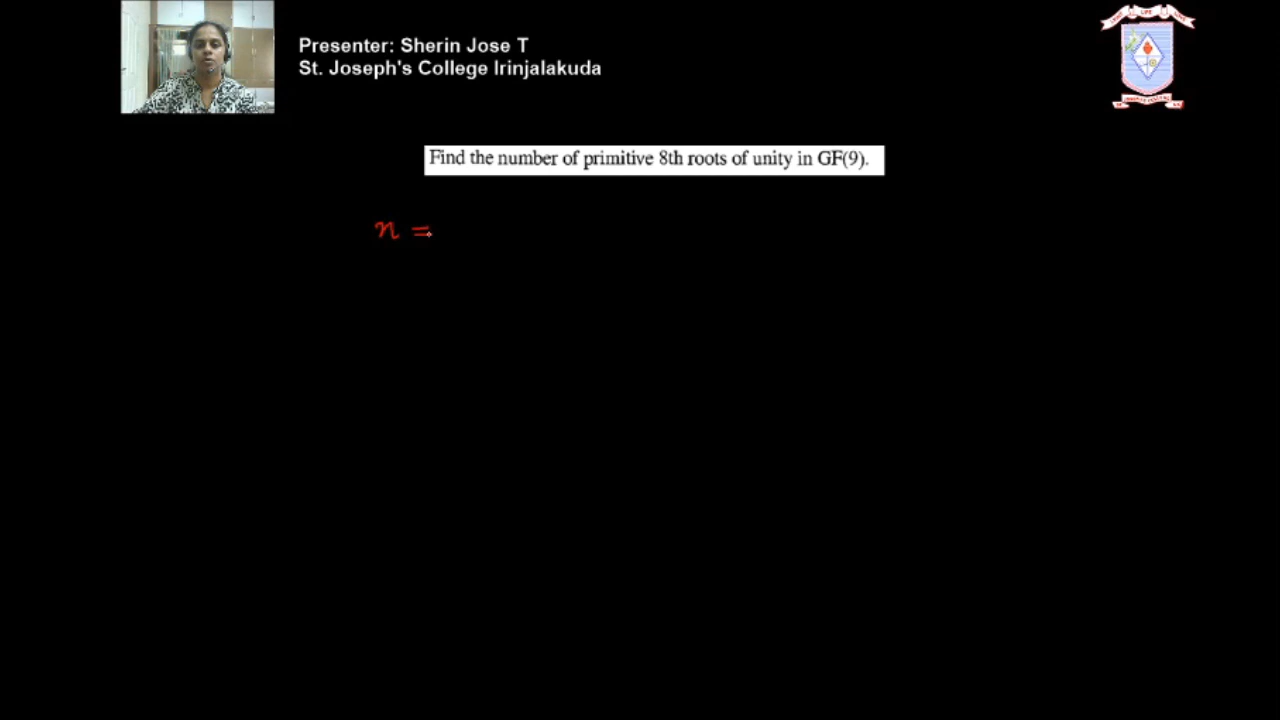 Presenter: Sherin Jose T
St. Joseph's College Irinjalakuda
Find the number of primitive 8th roots of unity in GF(9).
n =